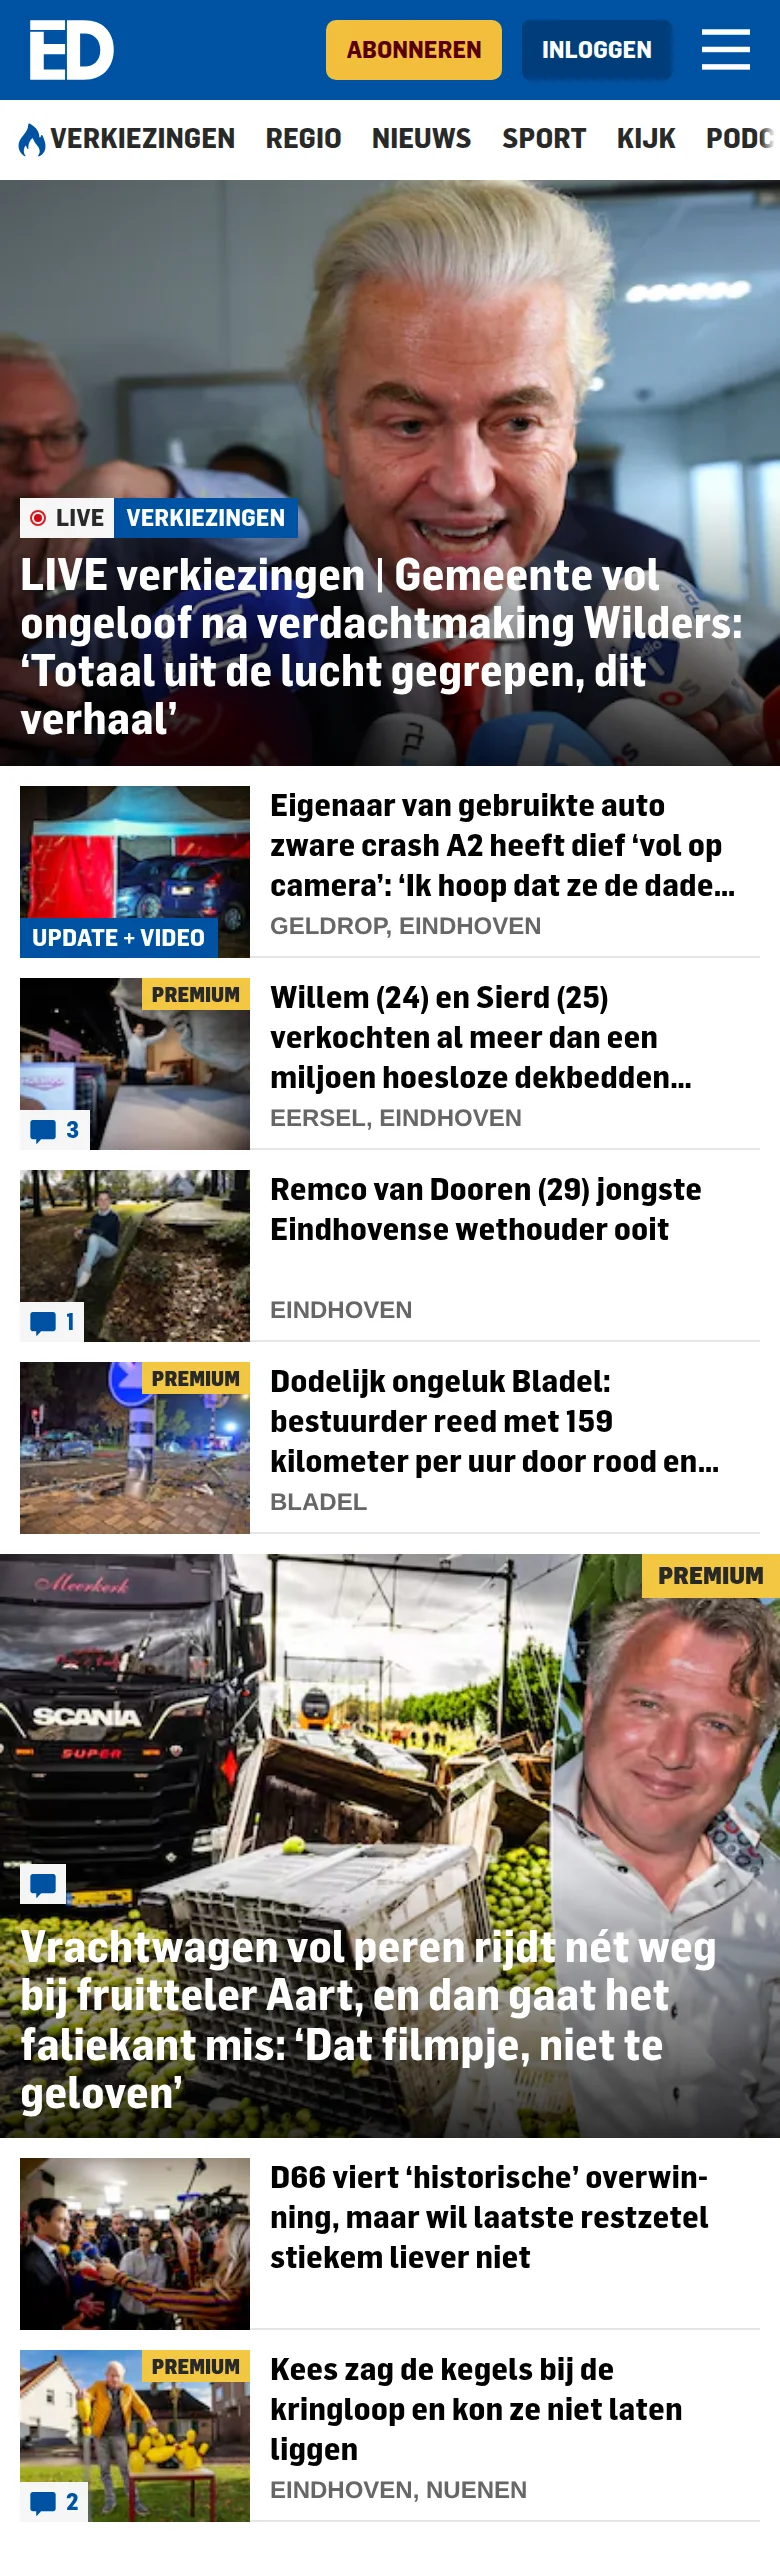 ED
ABONNEREN
INLOGGEN
VERKIEZINGEN REGIO NIEUWS SPORT KIJK PODC
LIVE VERKIEZINGEN
LIVE verkiezingen | Gemeente vol
ongeloof na verdachtmaking Wilders:
‘Totaal uit de lucht gegrepen, dit
verhaal’
Eigenaar van gebruikte auto
zware crash A2 heeft dief ‘vol op
camera’: ‘Ik hoop dat ze de dade...
UPDATE + VIDEO
GELDROP, EINDHOVEN
PREMIUM
Willem (24) en Sierd (25)
verkochten al meer dan een
miljoen hoesloze dekbedden...
3
EERSEL, EINDHOVEN
Remco van Dooren (29) jongste
Eindhovense wethouder ooit
1
EINDHOVEN
PREMIUM
Dodelijk ongeluk Bladel:
bestuurder reed met 159
kilometer per uur door rood en...
BLADEL
PREMIUM
Meerkerk
SCANIA
SUPER
Vrachtwagen vol peren rijdt nét weg
bij fruitteler Aart, en dan gaat het
faliekant mis: ‘Dat filmpje, niet te
geloven’
D66 viert ‘historische’ overwin-
ning, maar wil laatste restzetel
stiekem liever niet
PREMIUM
Kees zag de kegels bij de
kringloop en kon ze niet laten
liggen
2
EINDHOVEN, NUENEN